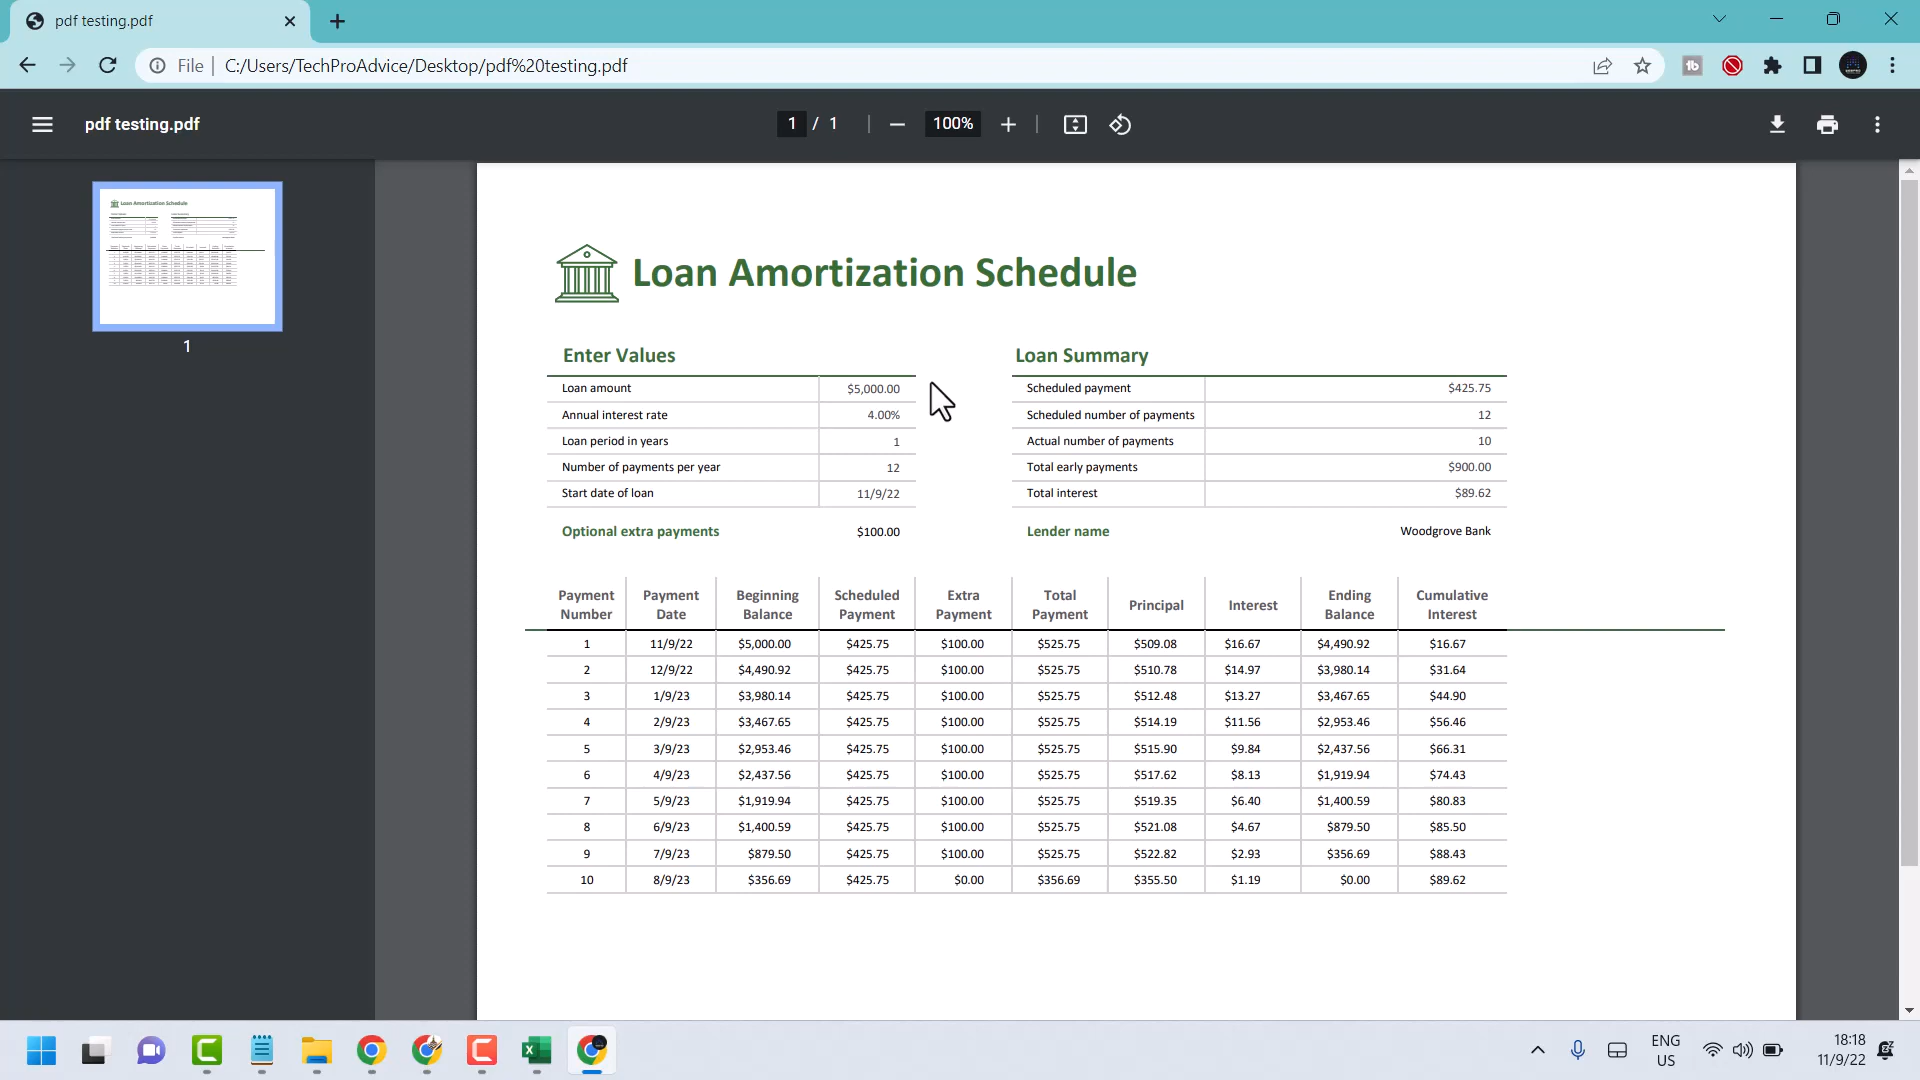 pdf testing.pdf
File | C:/Users/TechProAdvice/Desktop/pdf%20testing.pdf
pdf testing.pdf
1 / 1
100%
Loan Amortization Schedule
1
Loan Amortization Schedule
Enter Values
Loan amount $5,000.00
Annual interest rate 4.00%
Loan period in years 1
Number of payments per year 12
Start date of loan 11/9/22
Optional extra payments $100.00
Loan Summary
Scheduled payment $425.75
Scheduled number of payments 12
Actual number of payments 10
Total early payments $900.00
Total interest $89.62
Lender name Woodgrove Bank
Payment Number Payment Date Beginning Balance Scheduled Payment Extra Payment Total Payment Principal Interest Ending Balance Cumulative Interest
1 11/9/22 $5,000.00 $425.75 $100.00 $525.75 $509.08 $16.67 $4,490.92 $16.67
2 12/9/22 $4,490.92 $425.75 $100.00 $525.75 $510.78 $14.97 $3,980.14 $31.64
3 1/9/23 $3,980.14 $425.75 $100.00 $525.75 $512.48 $13.27 $3,467.65 $44.90
4 2/9/23 $3,467.65 $425.75 $100.00 $525.75 $514.19 $11.56 $2,953.46 $56.46
5 3/9/23 $2,953.46 $425.75 $100.00 $525.75 $515.90 $9.84 $2,437.56 $66.31
6 4/9/23 $2,437.56 $425.75 $100.00 $525.75 $517.62 $8.13 $1,919.94 $74.43
7 5/9/23 $1,919.94 $425.75 $100.00 $525.75 $519.35 $6.40 $1,400.59 $80.83
8 6/9/23 $1,400.59 $425.75 $100.00 $525.75 $521.08 $4.67 $879.50 $85.50
9 7/9/23 $879.50 $425.75 $100.00 $525.75 $522.82 $2.93 $356.69 $88.43
10 8/9/23 $356.69 $425.75 $0.00 $356.69 $355.50 $1.19 $0.00 $89.62
ENG
US
18:18
11/9/22